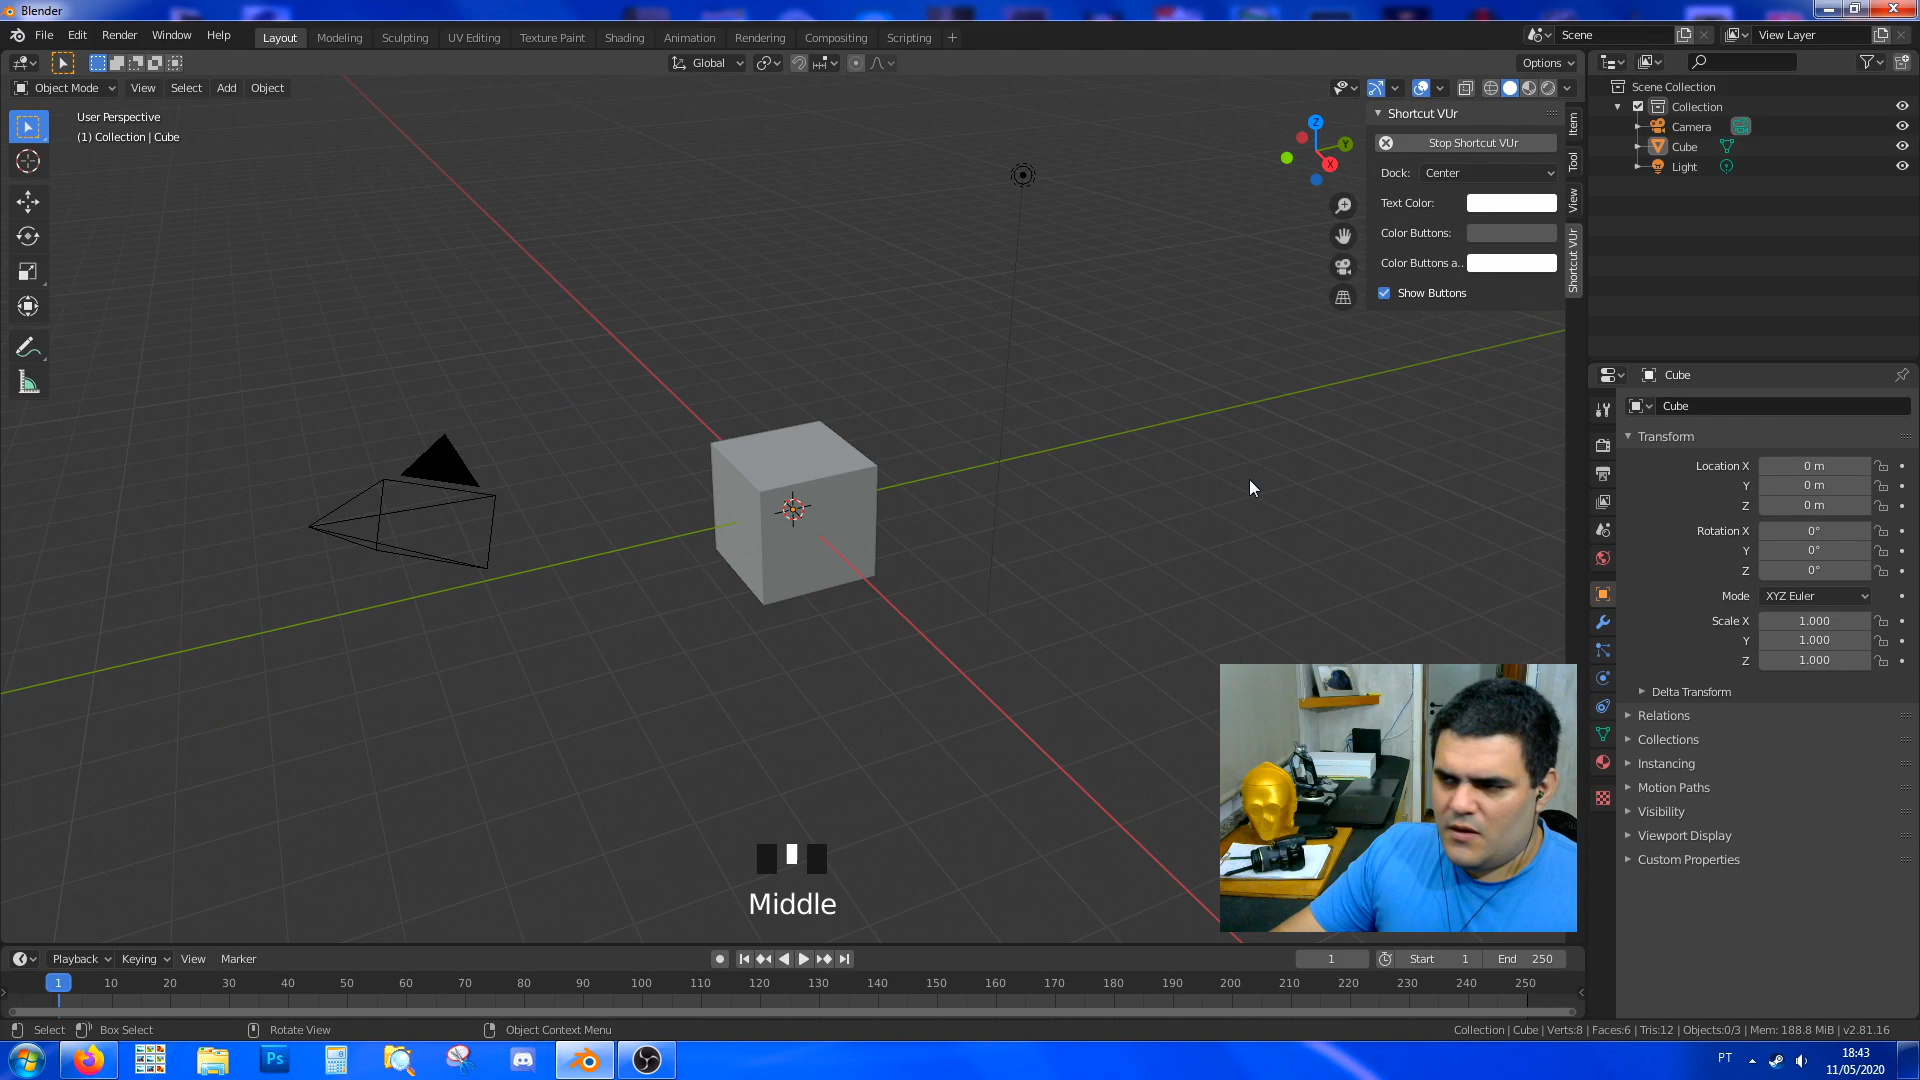 Blender
File Edit Render Window Help
Layout Modeling Sculpting UV Editing Texture Paint Shading Animation Rendering Compositing Scripting +
Scene
View Layer
Global
Options
Object Mode View Select Add Object
User Perspective
(1) Collection | Cube
Z
Y
X
Shortcut VUr
Stop Shortcut VUr
Dock: Center
Text Color:
Color Buttons:
Color Buttons a..
Show Buttons
Item
Tool
View
Shortcut VUr
Scene Collection
Collection
Camera
Cube
Light
Cube
Cube
Transform
Location X 0 m
Y 0 m
Z 0 m
Rotation X 0°
Y 0°
Z 0°
Mode XYZ Euler
Scale X 1.000
Y 1.000
Z 1.000
Delta Transform
Relations
Collections
Instancing
Motion Paths
Visibility
Viewport Display
Custom Properties
Middle
Playback Keying View Marker
1 Start 1 End 250
1 10 20 30 40 50 60 70 80 90 100 110 120 130 140 150 160 170 180 190 200 210 220 230 240 250
Select Box Select Rotate View Object Context Menu
Collection | Cube | Verts:8 | Faces:6 | Tris:12 | Objects:0/3 | Mem: 188.8 MiB | v2.81.16
Ps
PT
18:43
11/05/2020